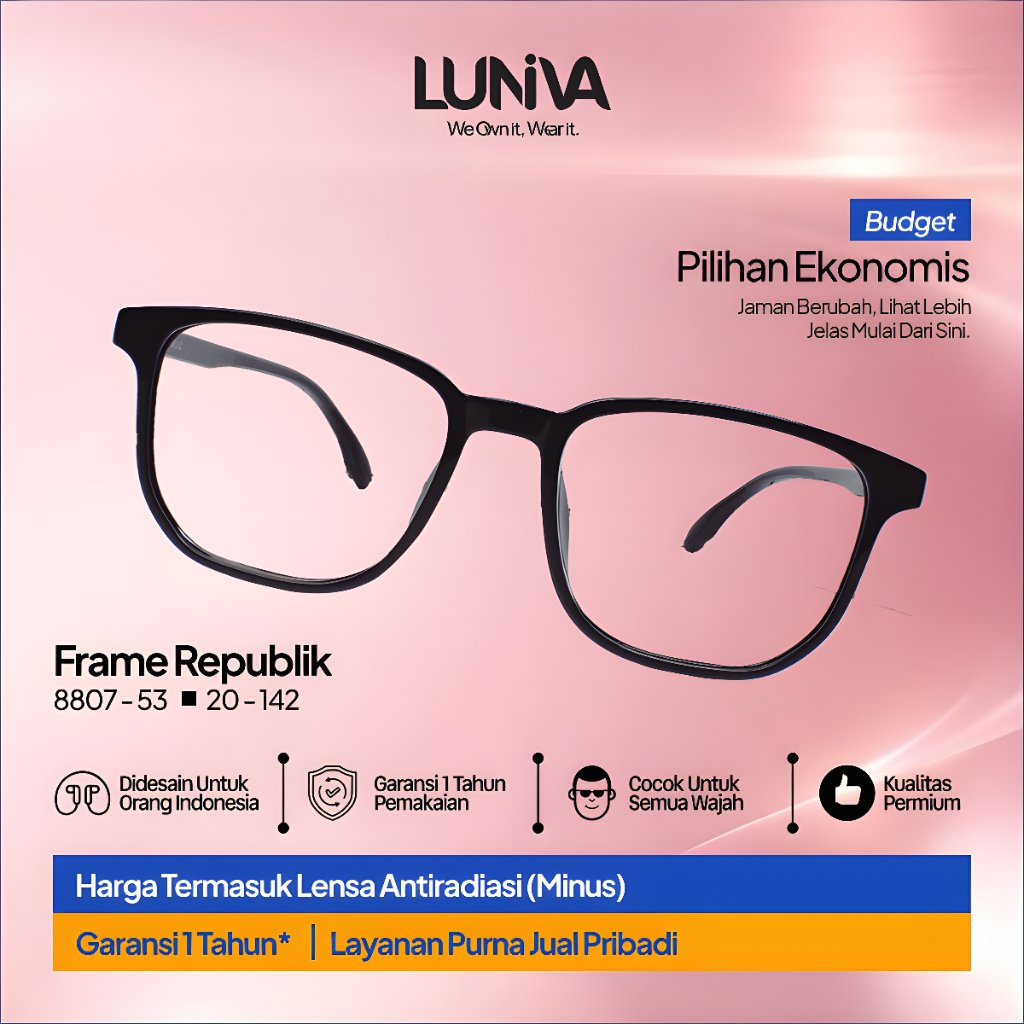 LUNiVA
We Own it, Wear it.
Budget
Pilihan Ekonomis
Jaman Berubah, Lihat Lebih
Jelas Mulai Dari Sini.
Frame Republik
8807 - 53 ■ 20 - 142
Didesain Untuk
Orang Indonesia
Garansi 1 Tahun
Pemakaian
Cocok Untuk
Semua Wajah
Kualitas
Permium
Harga Termasuk Lensa Antiradiasi (Minus)
Garansi 1 Tahun* | Layanan Purna Jual Pribadi